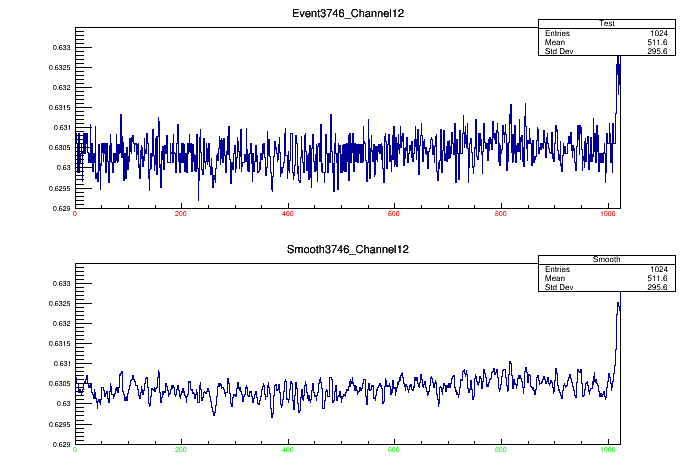 Event3746_Channel12
Test
Entries 1024
Mean 511.6
Std Dev 295.6
0.633
0.6325
0.632
0.6315
0.631
0.6305
0.63
0.6295
0.629
0 200 400 600 800 1000
Smooth3746_Channel12
Smooth
Entries 1024
Mean 511.6
Std Dev 295.6
0.633
0.6325
0.632
0.6315
0.631
0.6305
0.63
0.6295
0.629
0 200 400 600 800 1000